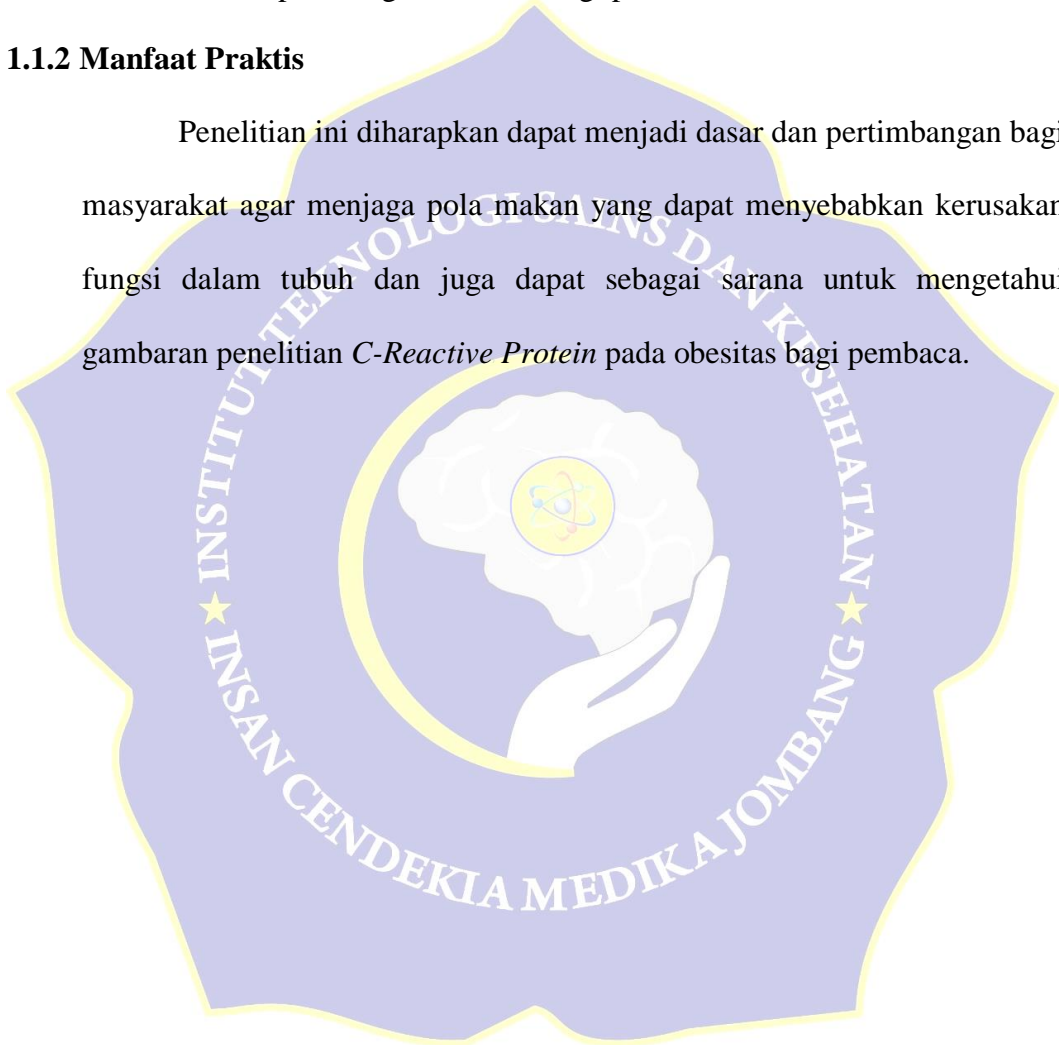 1.1.2 Manfaat Praktis
Penelitian ini diharapkan dapat menjadi dasar dan pertimbangan bagi
masyarakat agar menjaga pola makan yang dapat menyebabkan kerusakan
fungsi dalam tubuh dan juga dapat sebagai sarana untuk mengetahui
gambaran penelitian C-Reactive Protein pada obesitas bagi pembaca.
INSTITUT TEKNOLOGI SAINS DAN KESEHATAN
INSAN CENDEKIA MEDIKA JOMBANG